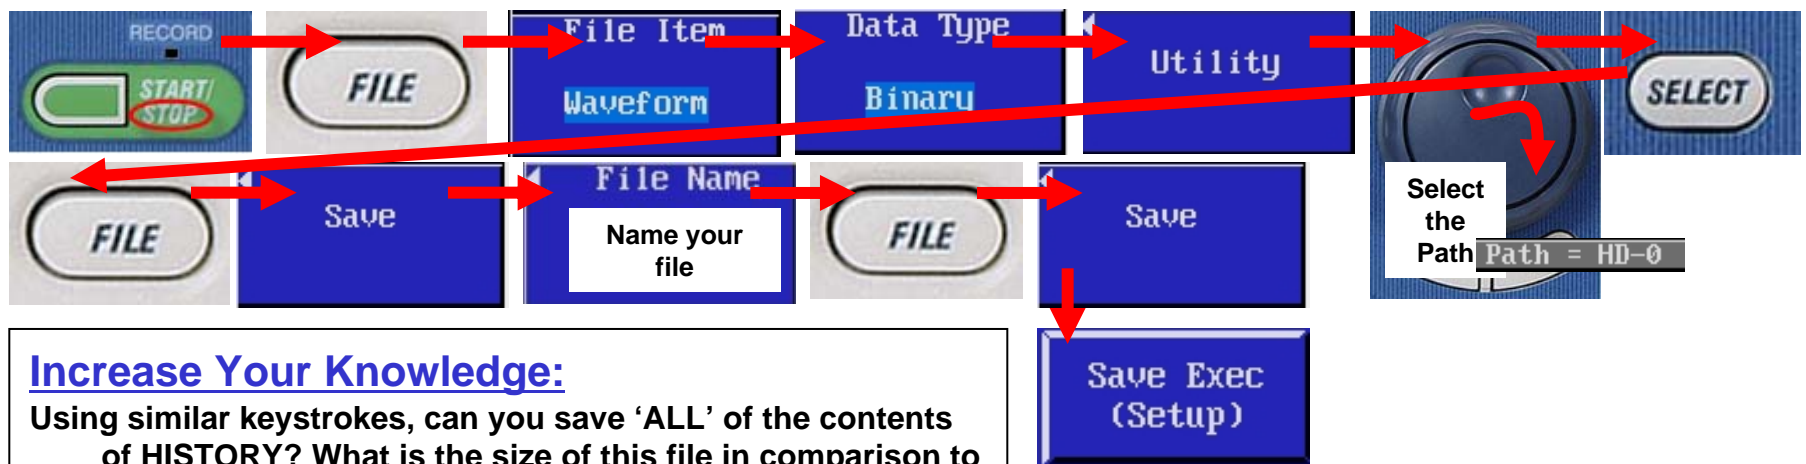 RECORD
START/
STOP
FILE
File Item
Waveform
Data Type
Binary
Utility
Select
the
Path
Path = HD-0
SELECT
FILE
Save
File Name
Name your
file
FILE
Save
Save Exec
(Setup)
Increase Your Knowledge:
Using similar keystrokes, can you save ‘ALL’ of the contents
of HISTORY? What is the size of this file in comparison to